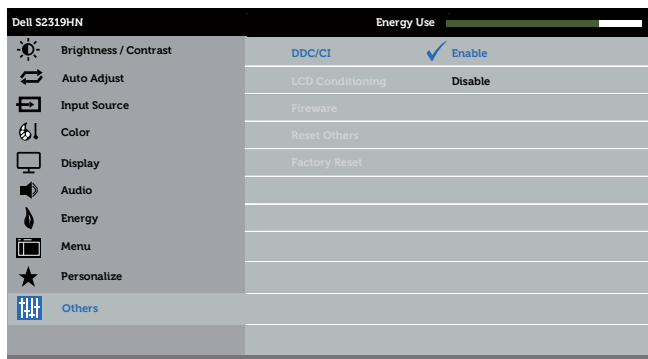 Dell S2319HN Energy Use
Brightness / Contrast
Auto Adjust
Input Source
Color
Display
Audio
Energy
Menu
Personalize
Others
DDC/CI Enable
LCD Conditioning Disable
Fireware
Reset Others
Factory Reset